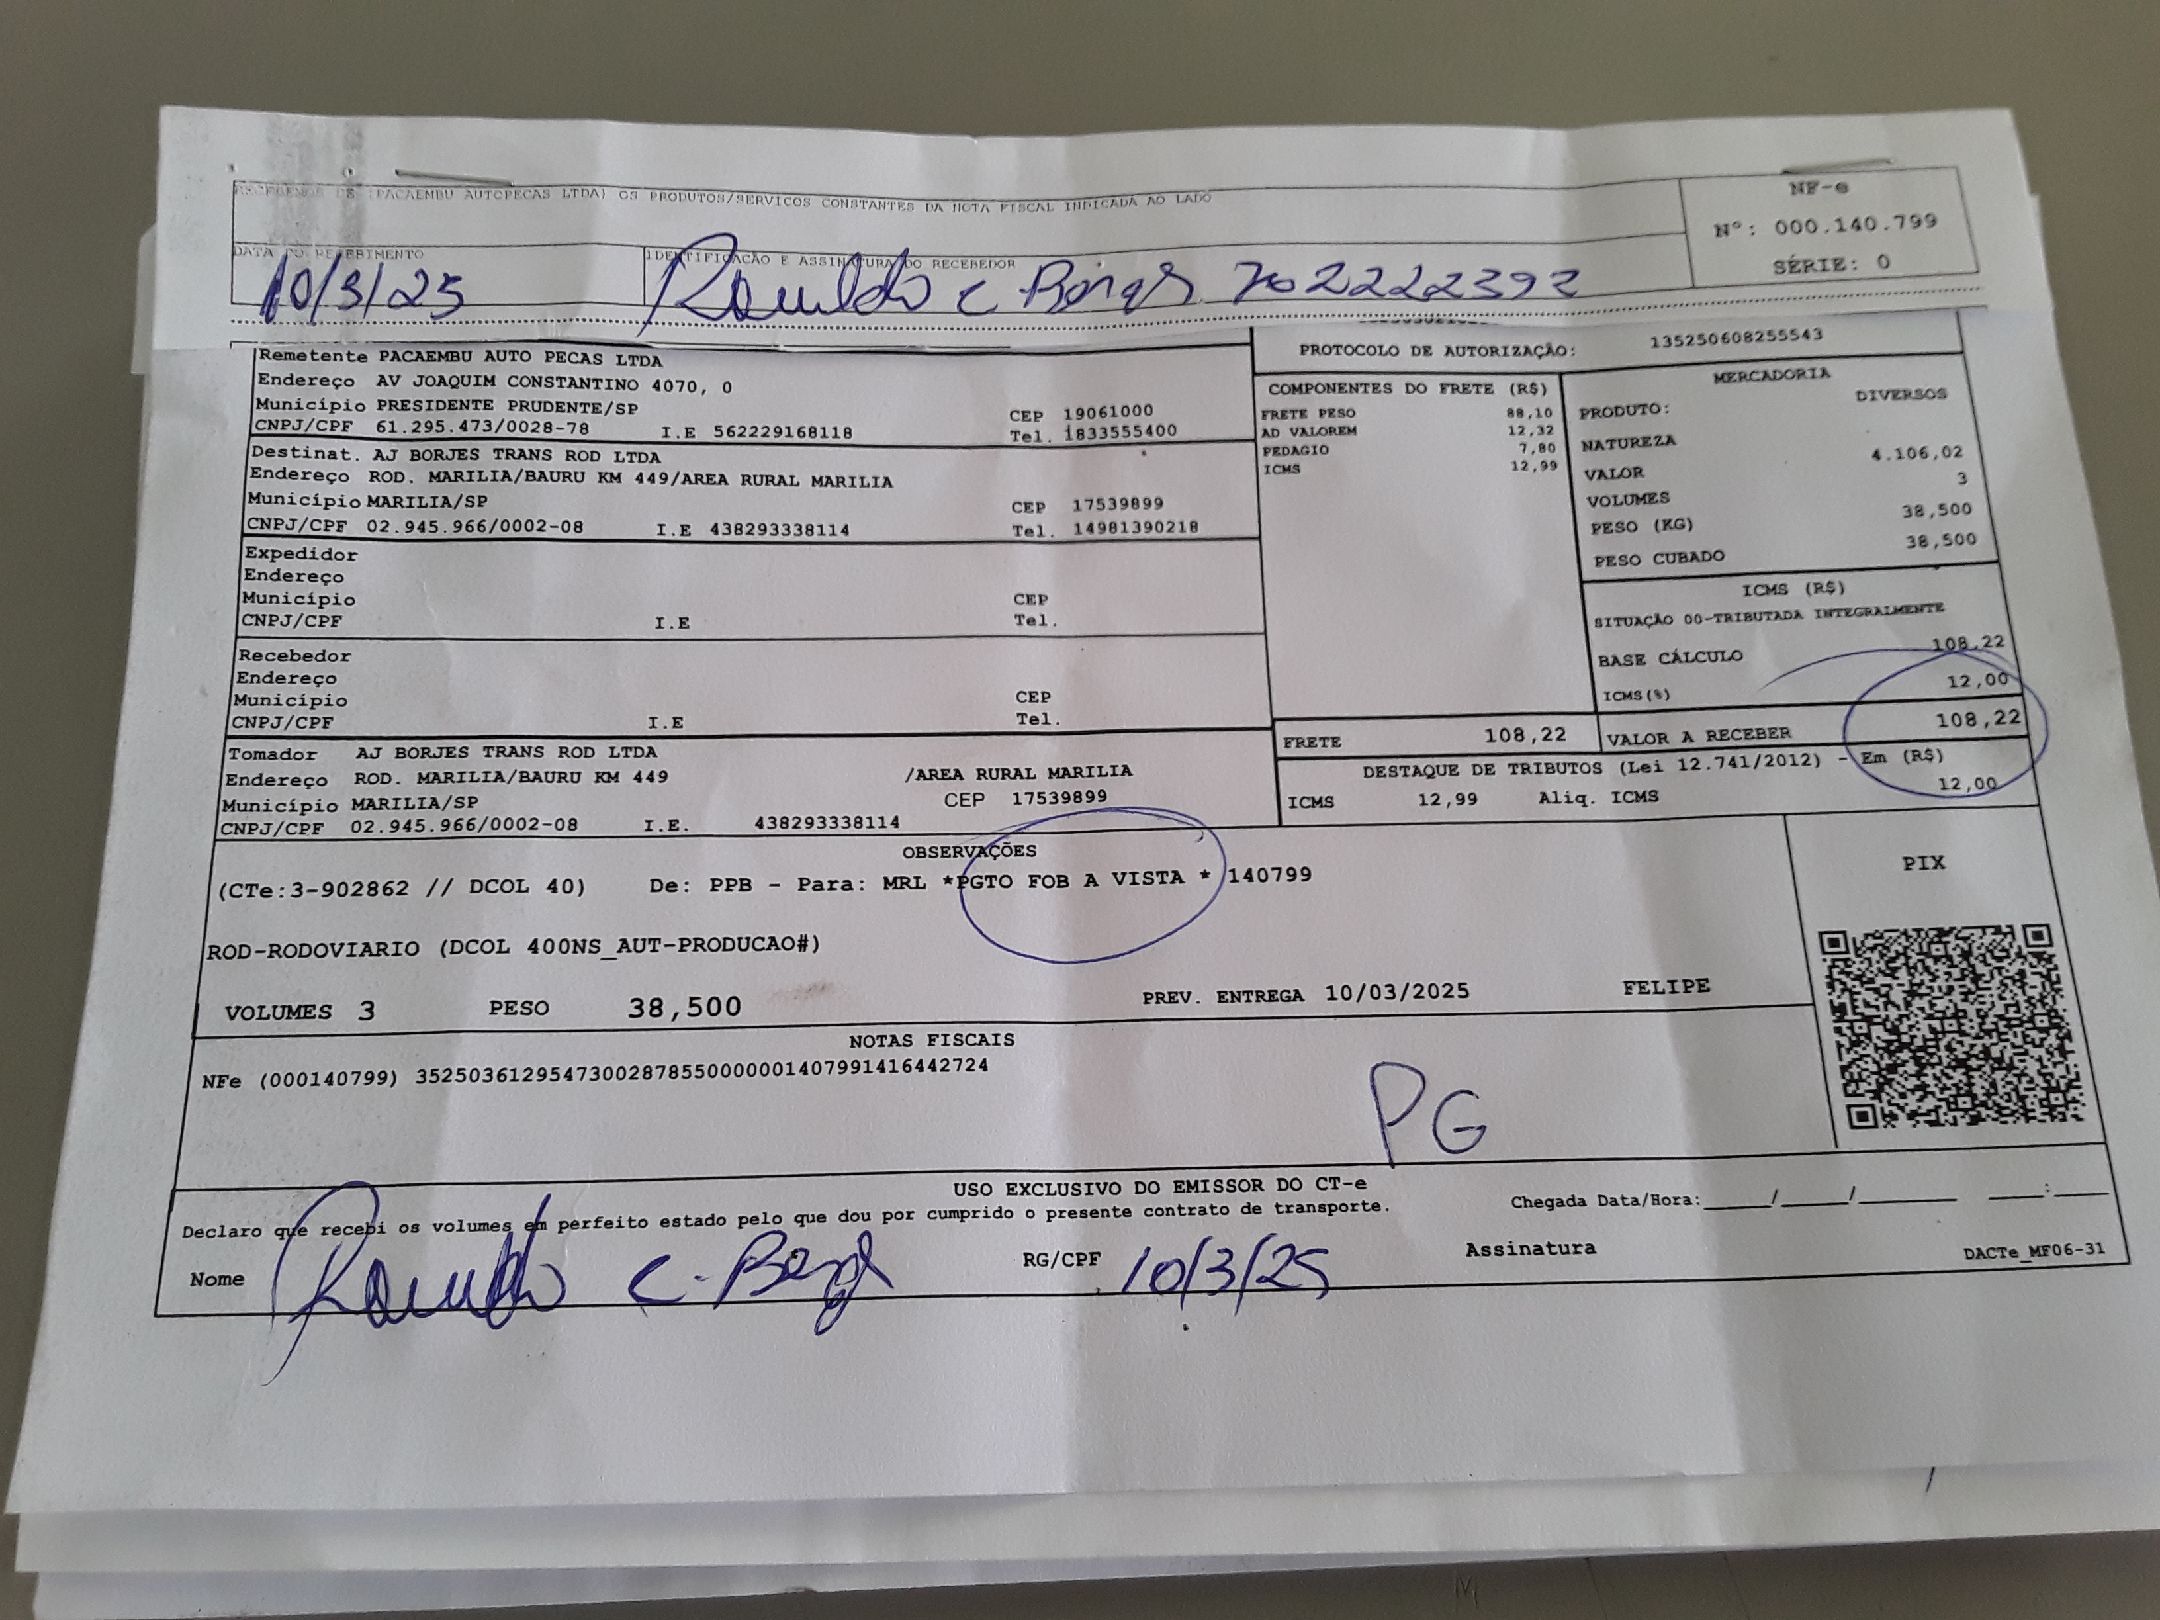 RECEBEMOS DE (PACAEMBU AUTOPECAS LTDA) OS PRODUTOS/SERVICOS CONSTANTES DA NOTA FISCAL INDICADA AO LADO
NF-e
Nº: 000.140.799
SÉRIE: 0
DATA DO RECEBIMENTO
IDENTIFICAÇÃO E ASSINATURA DO RECEBEDOR
10/3/25
Ronaldo C Borges 702222392
PROTOCOLO DE AUTORIZAÇÃO: 135250608255543
Remetente PACAEMBU AUTO PECAS LTDA
Endereço AV JOAQUIM CONSTANTINO 4070, 0
Município PRESIDENTE PRUDENTE/SP CEP 19061000
CNPJ/CPF 61.295.473/0028-78 I.E 562229168118 Tel. 1833555400
Destinat. AJ BORJES TRANS ROD LTDA
Endereço ROD. MARILIA/BAURU KM 449/AREA RURAL MARILIA
Município MARILIA/SP CEP 17539899
CNPJ/CPF 02.945.966/0002-08 I.E 438293338114 Tel. 14981390218
Expedidor
Endereço
Município CEP
CNPJ/CPF I.E Tel.
Recebedor
Endereço
Município CEP
CNPJ/CPF I.E Tel.
Tomador AJ BORJES TRANS ROD LTDA
Endereço ROD. MARILIA/BAURU KM 449 /AREA RURAL MARILIA
Município MARILIA/SP CEP 17539899
CNPJ/CPF 02.945.966/0002-08 I.E. 438293338114
COMPONENTES DO FRETE (R$)
FRETE PESO 88,10
AD VALOREM 12,32
PEDAGIO 7,80
ICMS 12,99
MERCADORIA
PRODUTO: DIVERSOS
NATUREZA
VALOR 4.106,02
VOLUMES 3
PESO (KG) 38,500
PESO CUBADO 38,500
ICMS (R$)
SITUAÇÃO 00-TRIBUTADA INTEGRALMENTE
BASE CÁLCULO 108,22
ICMS(%) 12,00
FRETE 108,22 VALOR A RECEBER 108,22
DESTAQUE DE TRIBUTOS (Lei 12.741/2012) - Em (R$)
ICMS 12,99 Aliq. ICMS 12,00
OBSERVAÇÕES
(CTe:3-902862 // DCOL 40) De: PPB - Para: MRL *PGTO FOB A VISTA * 140799
PIX
ROD-RODOVIARIO (DCOL 400NS_AUT-PRODUCAO#)
VOLUMES 3 PESO 38,500 PREV. ENTREGA 10/03/2025 FELIPE
NOTAS FISCAIS
NFe (000140799) 35250361295473002878550000001407991416442724
PG
USO EXCLUSIVO DO EMISSOR DO CT-e
Declaro que recebi os volumes em perfeito estado pelo que dou por cumprido o presente contrato de transporte.
Chegada Data/Hora:____/____/______ ___:___
Nome Ronaldo C. Borges RG/CPF 10/3/25 Assinatura
DACTe_MF06-31